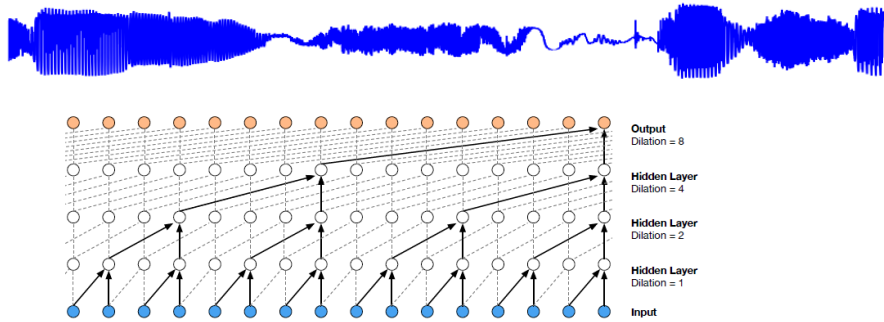 Output
Dilation = 8
Hidden Layer
Dilation = 4
Hidden Layer
Dilation = 2
Hidden Layer
Dilation = 1
Input